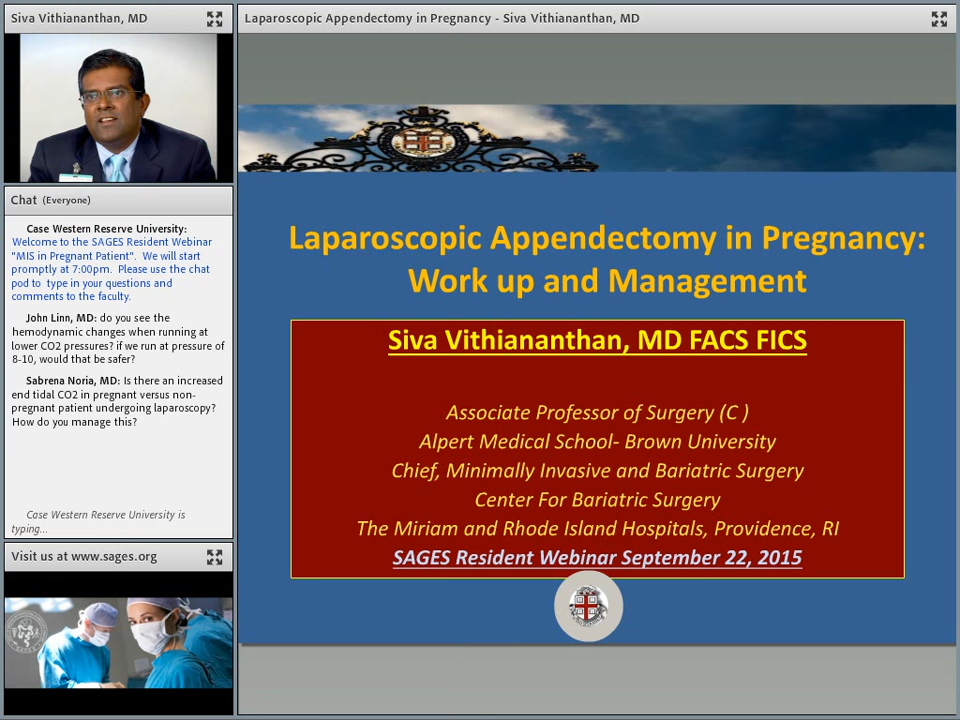 Siva Vithiananthan, MD
Laparoscopic Appendectomy in Pregnancy - Siva Vithiananthan, MD
Chat (Everyone)
Case Western Reserve University:
Welcome to the SAGES Resident Webinar
"MIS in Pregnant Patient". We will start
promptly at 7:00pm. Please use the chat
pod to type in your questions and
comments to the faculty.
John Linn, MD: do you see the
hemodynamic changes when running at
lower CO2 pressures? if we run at pressure of
8-10, would that be safer?
Sabrena Noria, MD: Is there an increased
end tidal CO2 in pregnant versus non-
pregnant patient undergoing laparoscopy?
How do you manage this?
Case Western Reserve University is
typing...
Visit us at www.sages.org
Laparoscopic Appendectomy in Pregnancy:
Work up and Management
Siva Vithiananthan, MD FACS FICS
Associate Professor of Surgery (C )
Alpert Medical School- Brown University
Chief, Minimally Invasive and Bariatric Surgery
Center For Bariatric Surgery
The Miriam and Rhode Island Hospitals, Providence, RI
SAGES Resident Webinar September 22, 2015